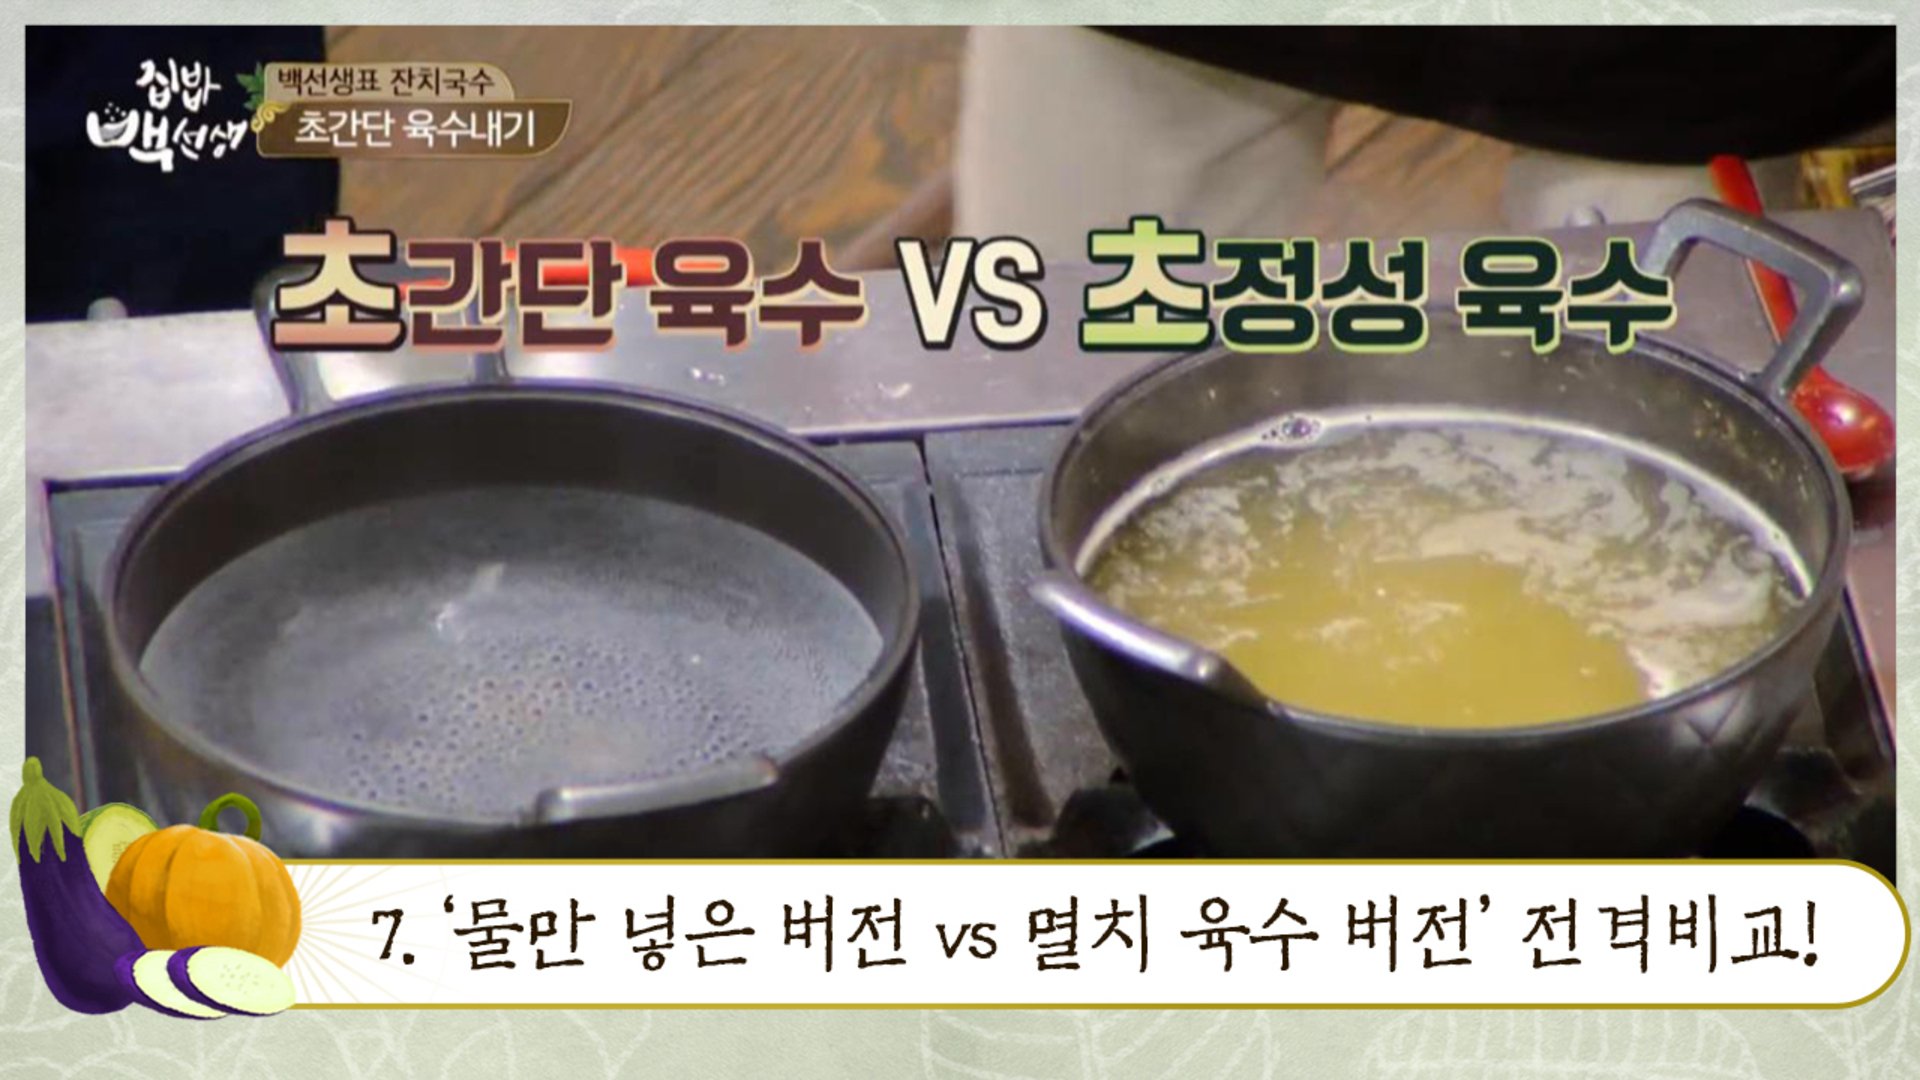 집밥
백선생
백선생표 잔치국수
초간단 육수내기
초간단 육수 VS 초정성 육수
7. ‘물만 넣은 버전 vs 멸치 육수 버전’ 전격비교!